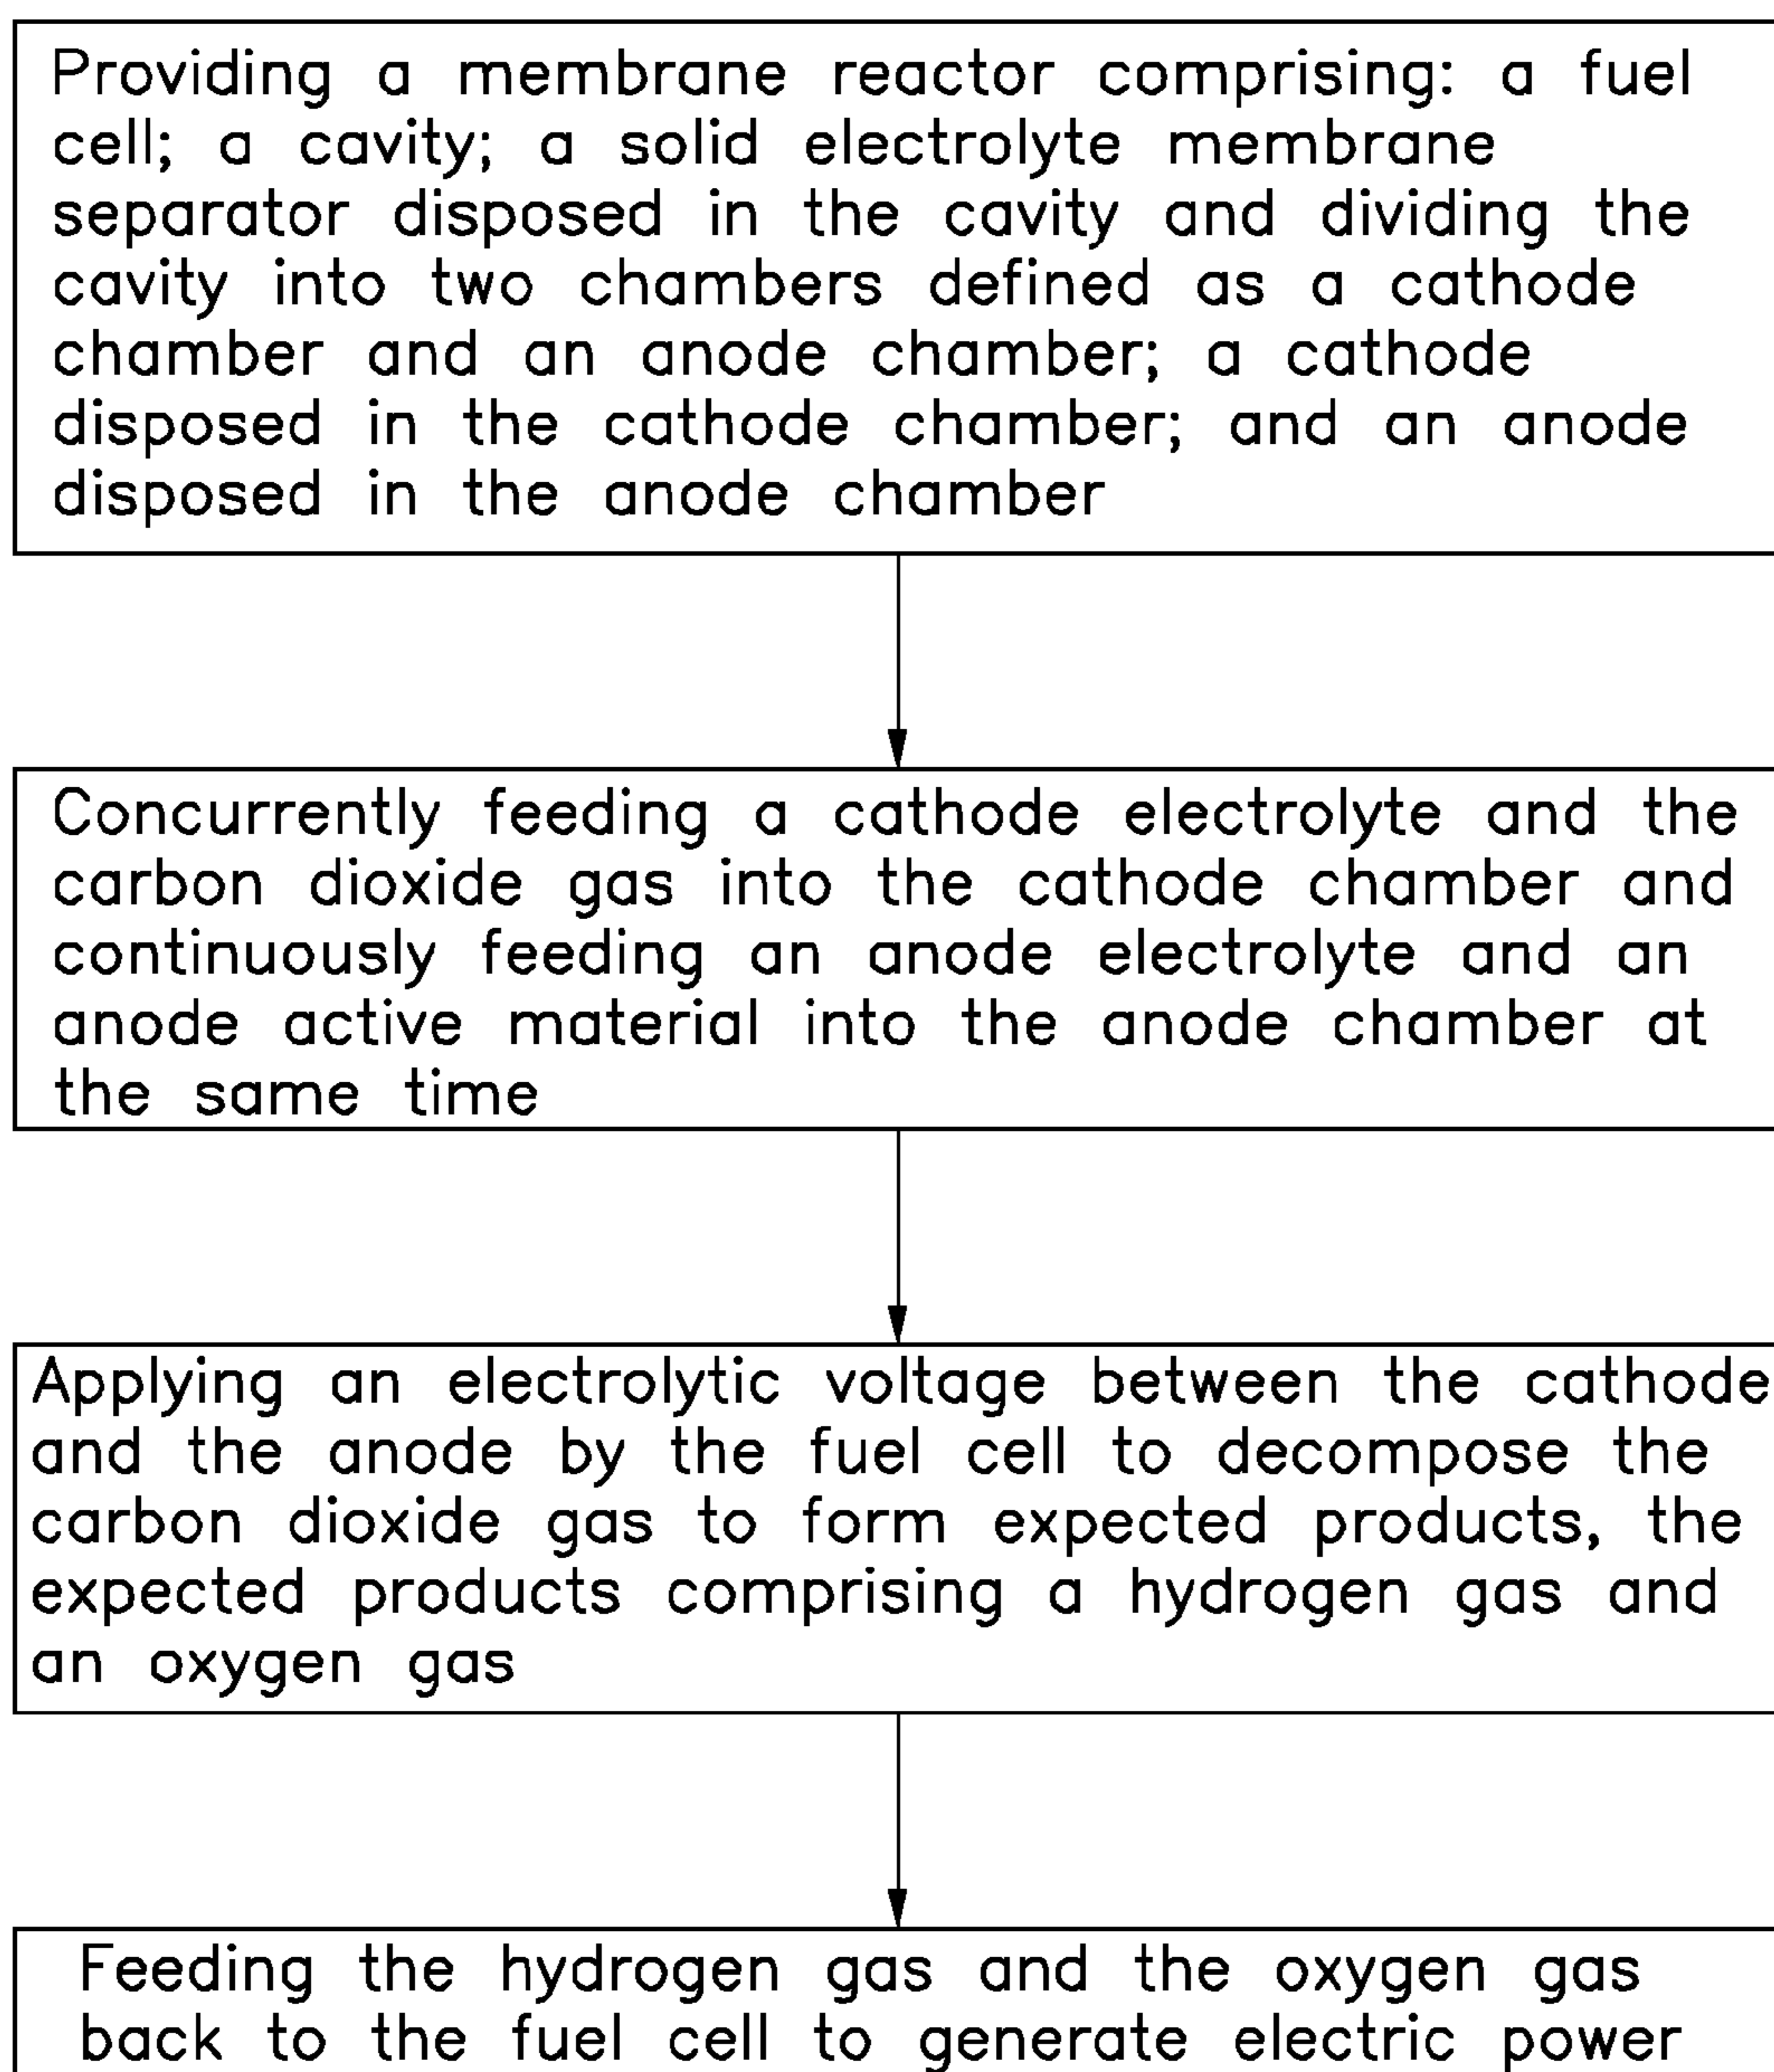 Providing a membrane reactor comprising: a fuel
cell; a cavity; a solid electrolyte membrane
separator disposed in the cavity and dividing the
cavity into two chambers defined as a cathode
chamber and an anode chamber; a cathode
disposed in the cathode chamber; and an anode
disposed in the anode chamber
Concurrently feeding a cathode electrolyte and the
carbon dioxide gas into the cathode chamber and
continuously feeding an anode electrolyte and an
anode active material into the anode chamber at
the same time
Applying an electrolytic voltage between the cathode
and the anode by the fuel cell to decompose the
carbon dioxide gas to form expected products, the
expected products comprising a hydrogen gas and
an oxygen gas
Feeding the hydrogen gas and the oxygen gas
back to the fuel cell to generate electric power